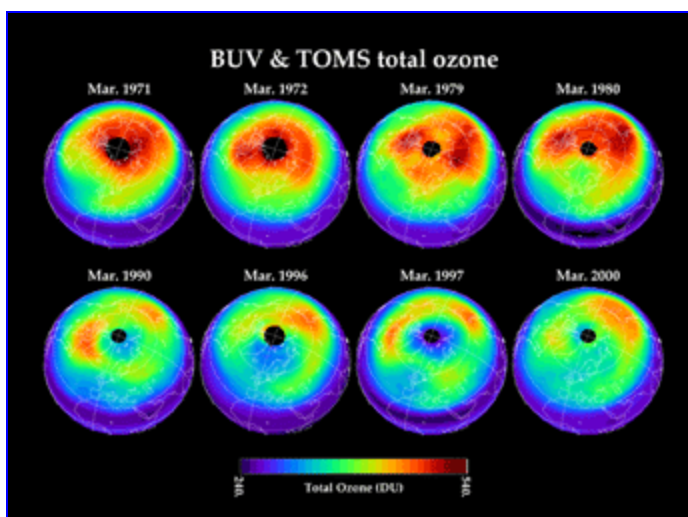 BUV & TOMS total ozone
Mar. 1971 Mar. 1972 Mar. 1979 Mar. 1980
Mar. 1990 Mar. 1996 Mar. 1997 Mar. 2000
240. 540.
Total Ozone (DU)